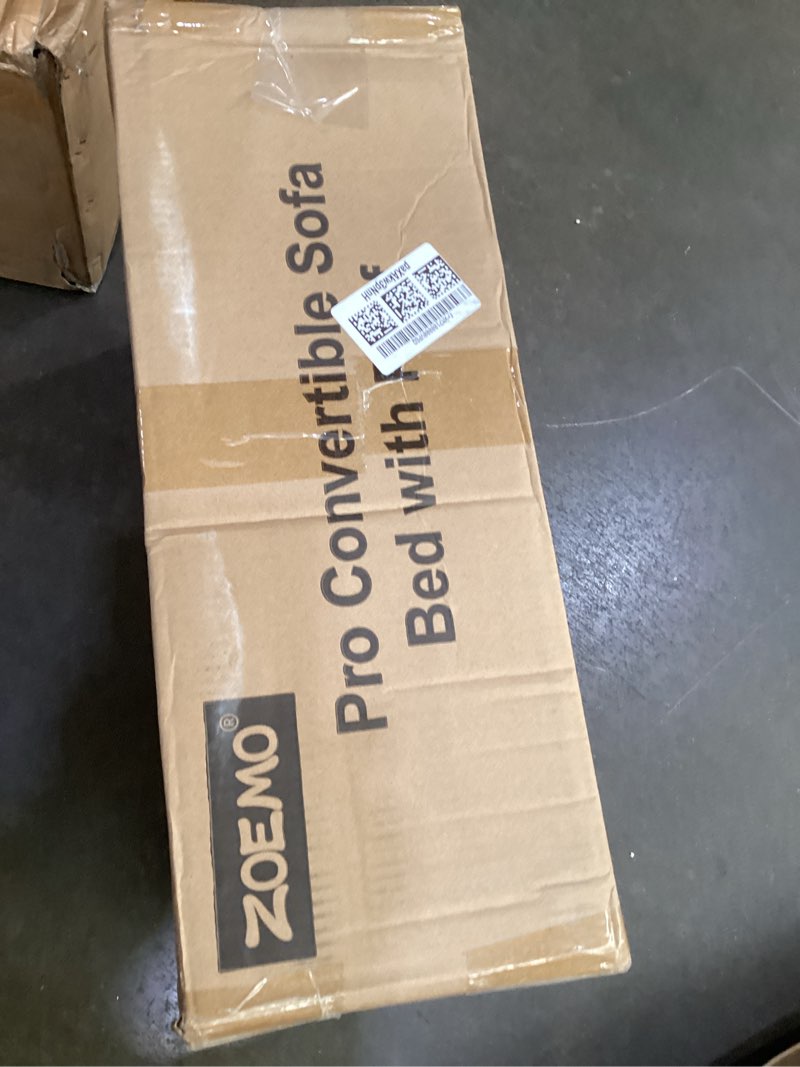 ZOEMO®
Pro Convertible Sofa
Bed with